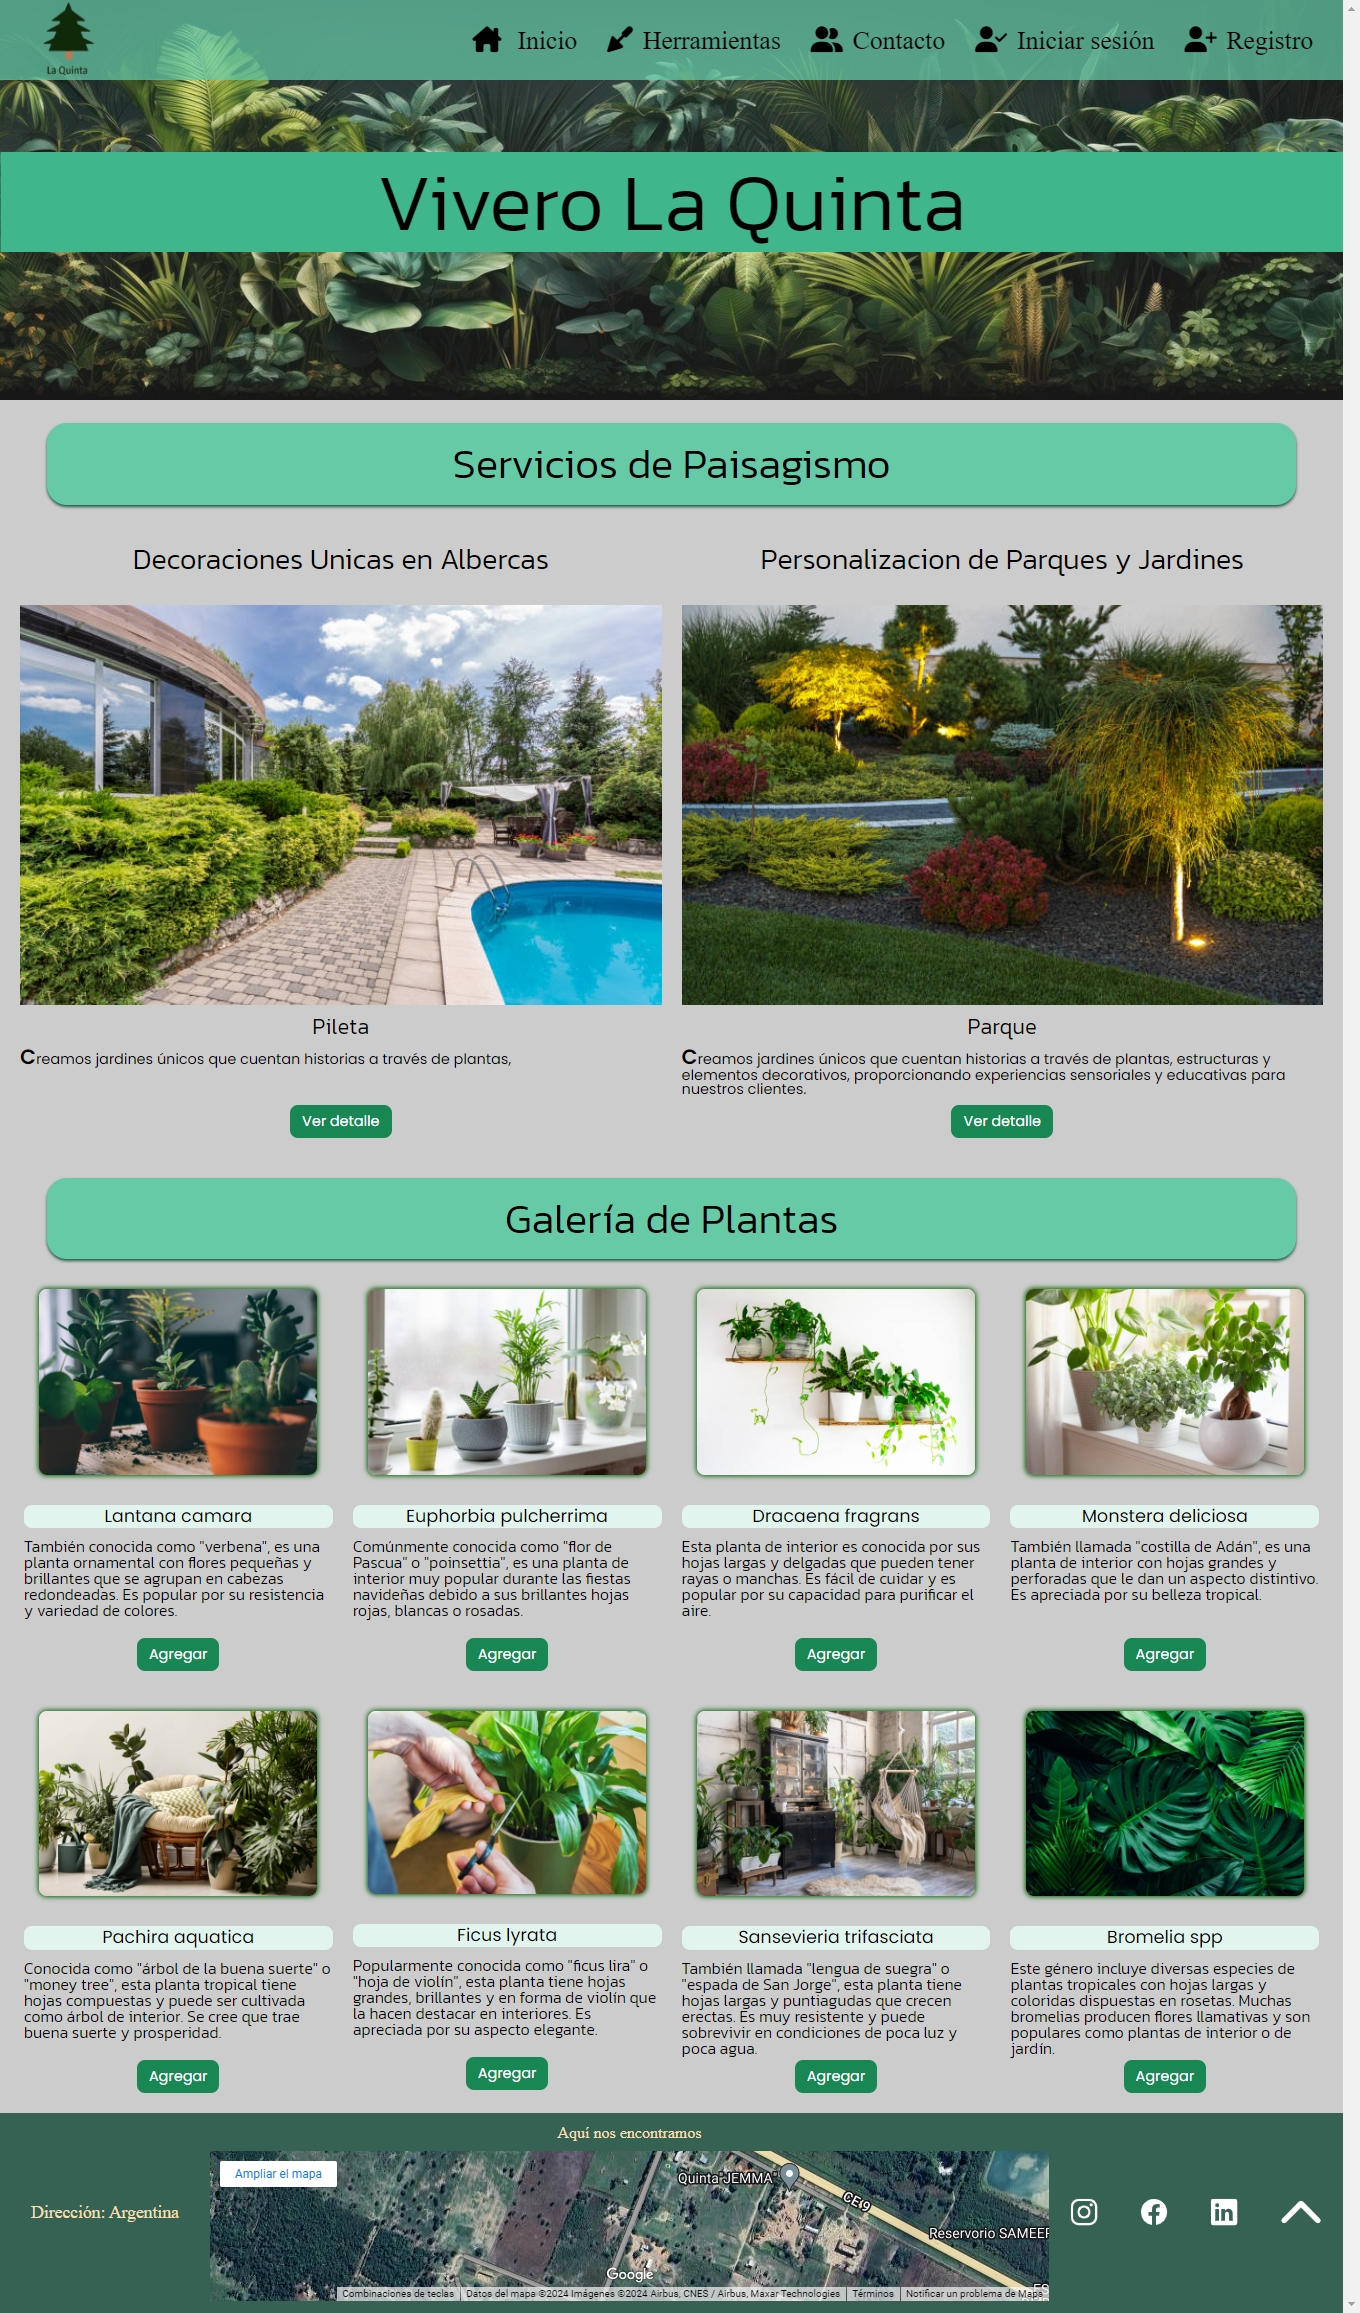 La Quinta
Inicio
Herramientas
Contacto
Iniciar sesión
Registro
Vivero La Quinta
Servicios de Paisagismo
Decoraciones Unicas en Albercas
Pileta
Creamos jardines únicos que cuentan historias a través de plantas,
Ver detalle
Personalizacion de Parques y Jardines
Parque
Creamos jardines únicos que cuentan historias a través de plantas, estructuras y
elementos decorativos, proporcionando experiencias sensoriales y educativas para
nuestros clientes.
Ver detalle
Galería de Plantas
Lantana camara
También conocida como "verbena", es una
planta ornamental con flores pequeñas y
brillantes que se agrupan en cabezas
redondeadas. Es popular por su resistencia
y variedad de colores.
Agregar
Euphorbia pulcherrima
Comúnmente conocida como "flor de
Pascua" o "poinsettia", es una planta de
interior muy popular durante las fiestas
navideñas debido a sus brillantes hojas
rojas, blancas o rosadas.
Agregar
Dracaena fragrans
Esta planta de interior es conocida por sus
hojas largas y delgadas que pueden tener
rayas o manchas. Es fácil de cuidar y es
popular por su capacidad para purificar el
aire.
Agregar
Monstera deliciosa
También llamada "costilla de Adán", es una
planta de interior con hojas grandes y
perforadas que le dan un aspecto distintivo.
Es apreciada por su belleza tropical.
Agregar
Pachira aquatica
Conocida como "árbol de la buena suerte" o
"money tree", esta planta tropical tiene
hojas compuestas y puede ser cultivada
como árbol de interior. Se cree que trae
buena suerte y prosperidad.
Agregar
Ficus lyrata
Popularmente conocida como "ficus lira" o
"hoja de violín", esta planta tiene hojas
grandes, brillantes y en forma de violín que
la hacen destacar en interiores. Es
apreciada por su aspecto elegante.
Agregar
Sansevieria trifasciata
También llamada "lengua de suegra" o
"espada de San Jorge", esta planta tiene
hojas largas y puntiagudas que crecen
erectas. Es muy resistente y puede
sobrevivir en condiciones de poca luz y
poca agua.
Agregar
Bromelia spp
Este género incluye diversas especies de
plantas tropicales con hojas largas y
coloridas dispuestas en rosetas. Muchas
bromelias producen flores llamativas y son
populares como plantas de interior o de
jardín.
Agregar
Dirección: Argentina
Aquí nos encontramos
Ampliar el mapa
Quinta JEMMA
CE19
Reservorio SAMEEP
Google
Combinaciones de teclas
Datos del mapa ©2024 Imágenes ©2024 Airbus, CNES / Airbus, Maxar Technologies
Términos
Notificar un problema de Maps